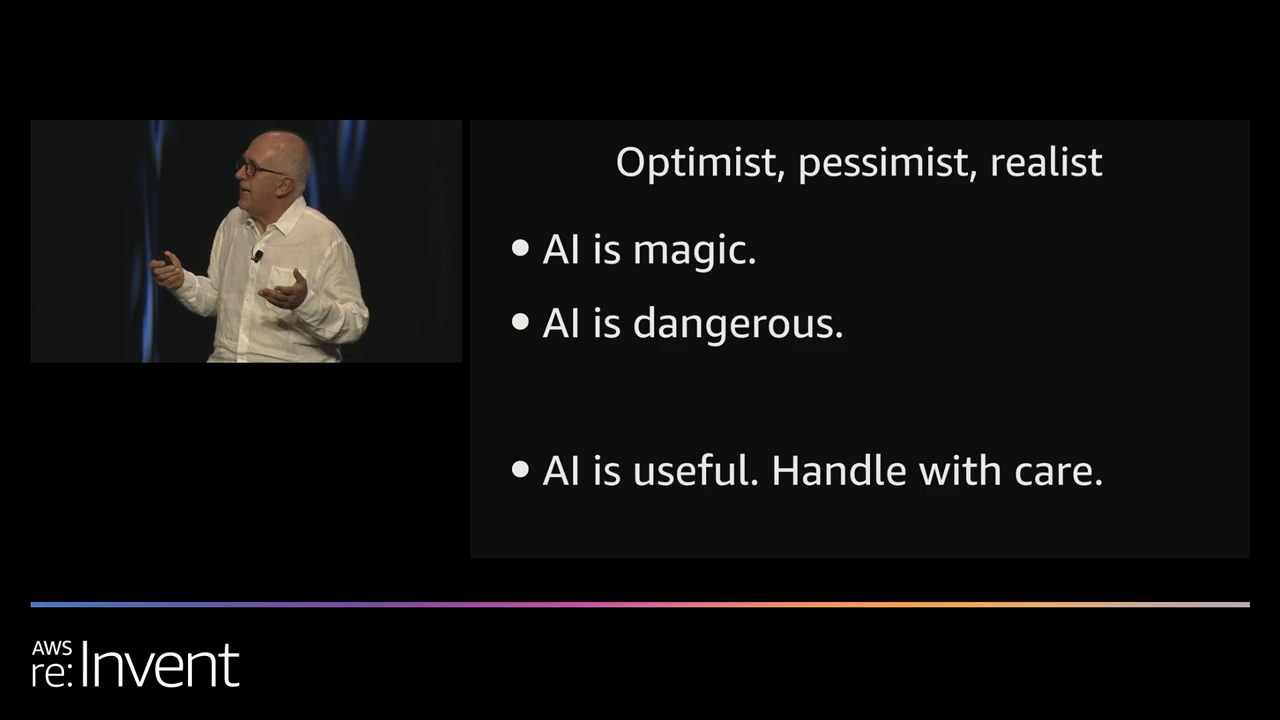 Optimist, pessimist, realist
• AI is magic.
• AI is dangerous.
• AI is useful. Handle with care.
AWS
re:Invent